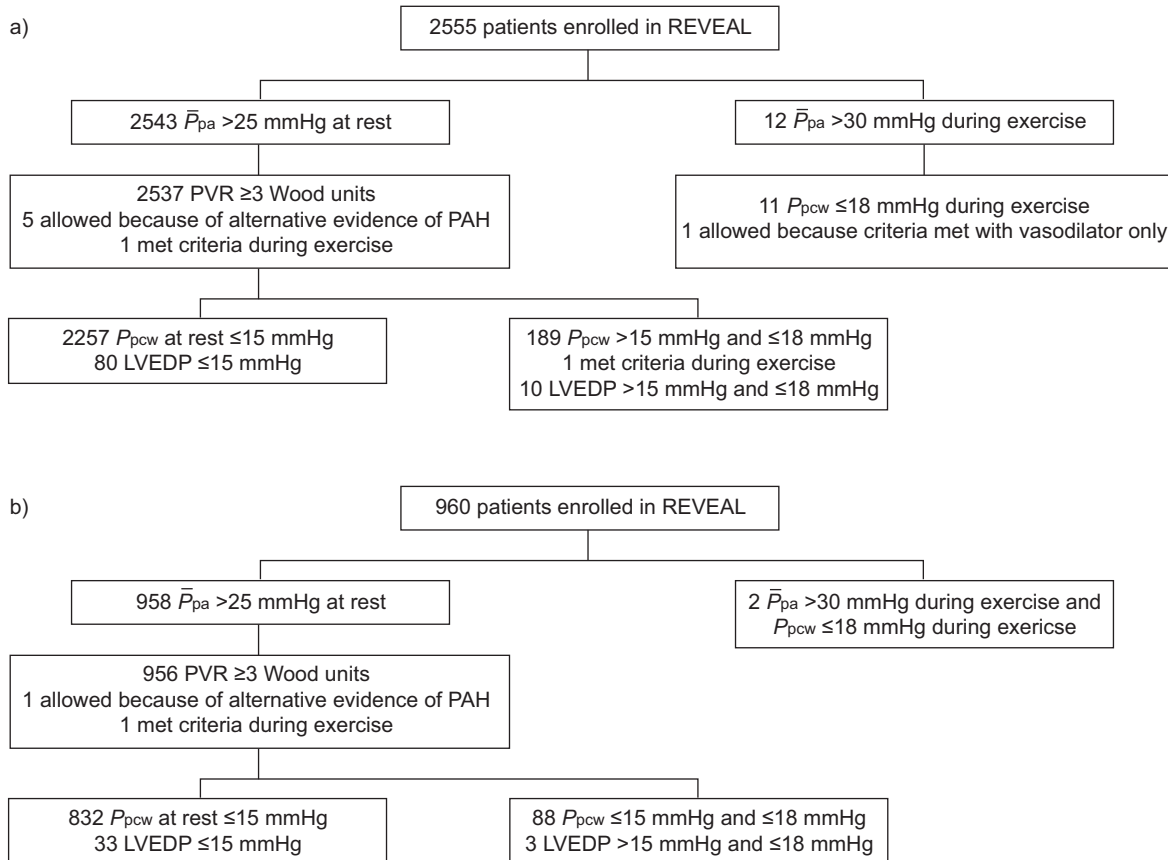 a)
2555 patients enrolled in REVEAL
2543 P̅pa >25 mmHg at rest
12 P̅pa >30 mmHg during exercise
2537 PVR ≥3 Wood units
5 allowed because of alternative evidence of PAH
1 met criteria during exercise
11 Ppcw ≤18 mmHg during exercise
1 allowed because criteria met with vasodilator only
2257 Ppcw at rest ≤15 mmHg
80 LVEDP ≤15 mmHg
189 Ppcw >15 mmHg and ≤18 mmHg
1 met criteria during exercise
10 LVEDP >15 mmHg and ≤18 mmHg
b)
960 patients enrolled in REVEAL
958 P̅pa >25 mmHg at rest
2 P̅pa >30 mmHg during exercise and
Ppcw ≤18 mmHg during exericse
956 PVR ≥3 Wood units
1 allowed because of alternative evidence of PAH
1 met criteria during exercise
832 Ppcw at rest ≤15 mmHg
33 LVEDP ≤15 mmHg
88 Ppcw ≤15 mmHg and ≤18 mmHg
3 LVEDP >15 mmHg and ≤18 mmHg